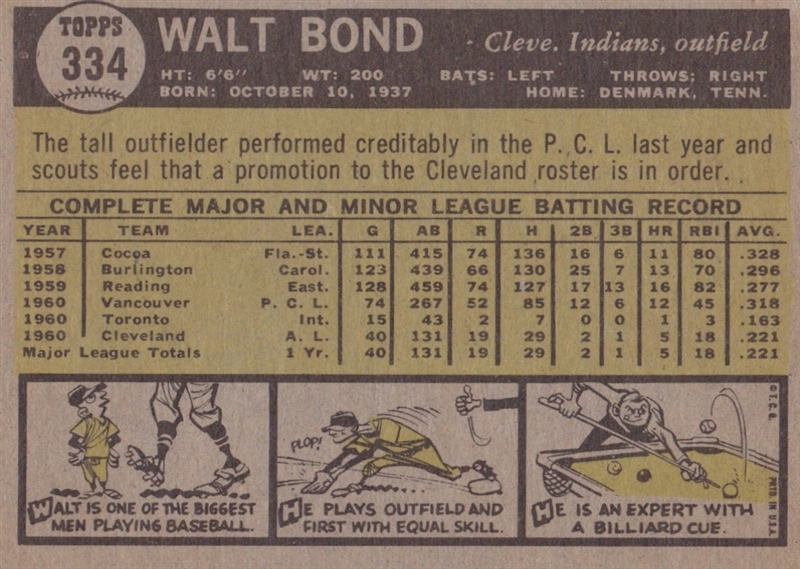 TOPPS
334
WALT BOND
Cleve. Indians, outfield
HT: 6'6" WT: 200 BATS: LEFT THROWS: RIGHT
BORN: OCTOBER 10, 1937 HOME: DENMARK, TENN.
The tall outfielder performed creditably in the P. C. L. last year and
scouts feel that a promotion to the Cleveland roster is in order.
COMPLETE MAJOR AND MINOR LEAGUE BATTING RECORD
YEAR TEAM LEA. G AB R H 2B 3B HR RBI AVG.
1957 Cocoa Fla.-St. 111 415 74 136 16 6 11 80 .328
1958 Burlington Carol. 123 439 66 130 25 7 13 70 .296
1959 Reading East. 128 459 74 127 17 13 16 82 .277
1960 Vancouver P. C. L. 74 267 52 85 12 6 12 45 .318
1960 Toronto Int. 15 43 2 7 0 0 1 3 .163
1960 Cleveland A. L. 40 131 19 29 2 1 5 18 .221
Major League Totals 1 Yr. 40 131 19 29 2 1 5 18 .221
WALT IS ONE OF THE BIGGEST
MEN PLAYING BASEBALL.
PLOP!
HE PLAYS OUTFIELD AND
FIRST WITH EQUAL SKILL.
HE IS AN EXPERT WITH
A BILLIARD CUE.
© T.C.G. PTD. IN U.S.A.